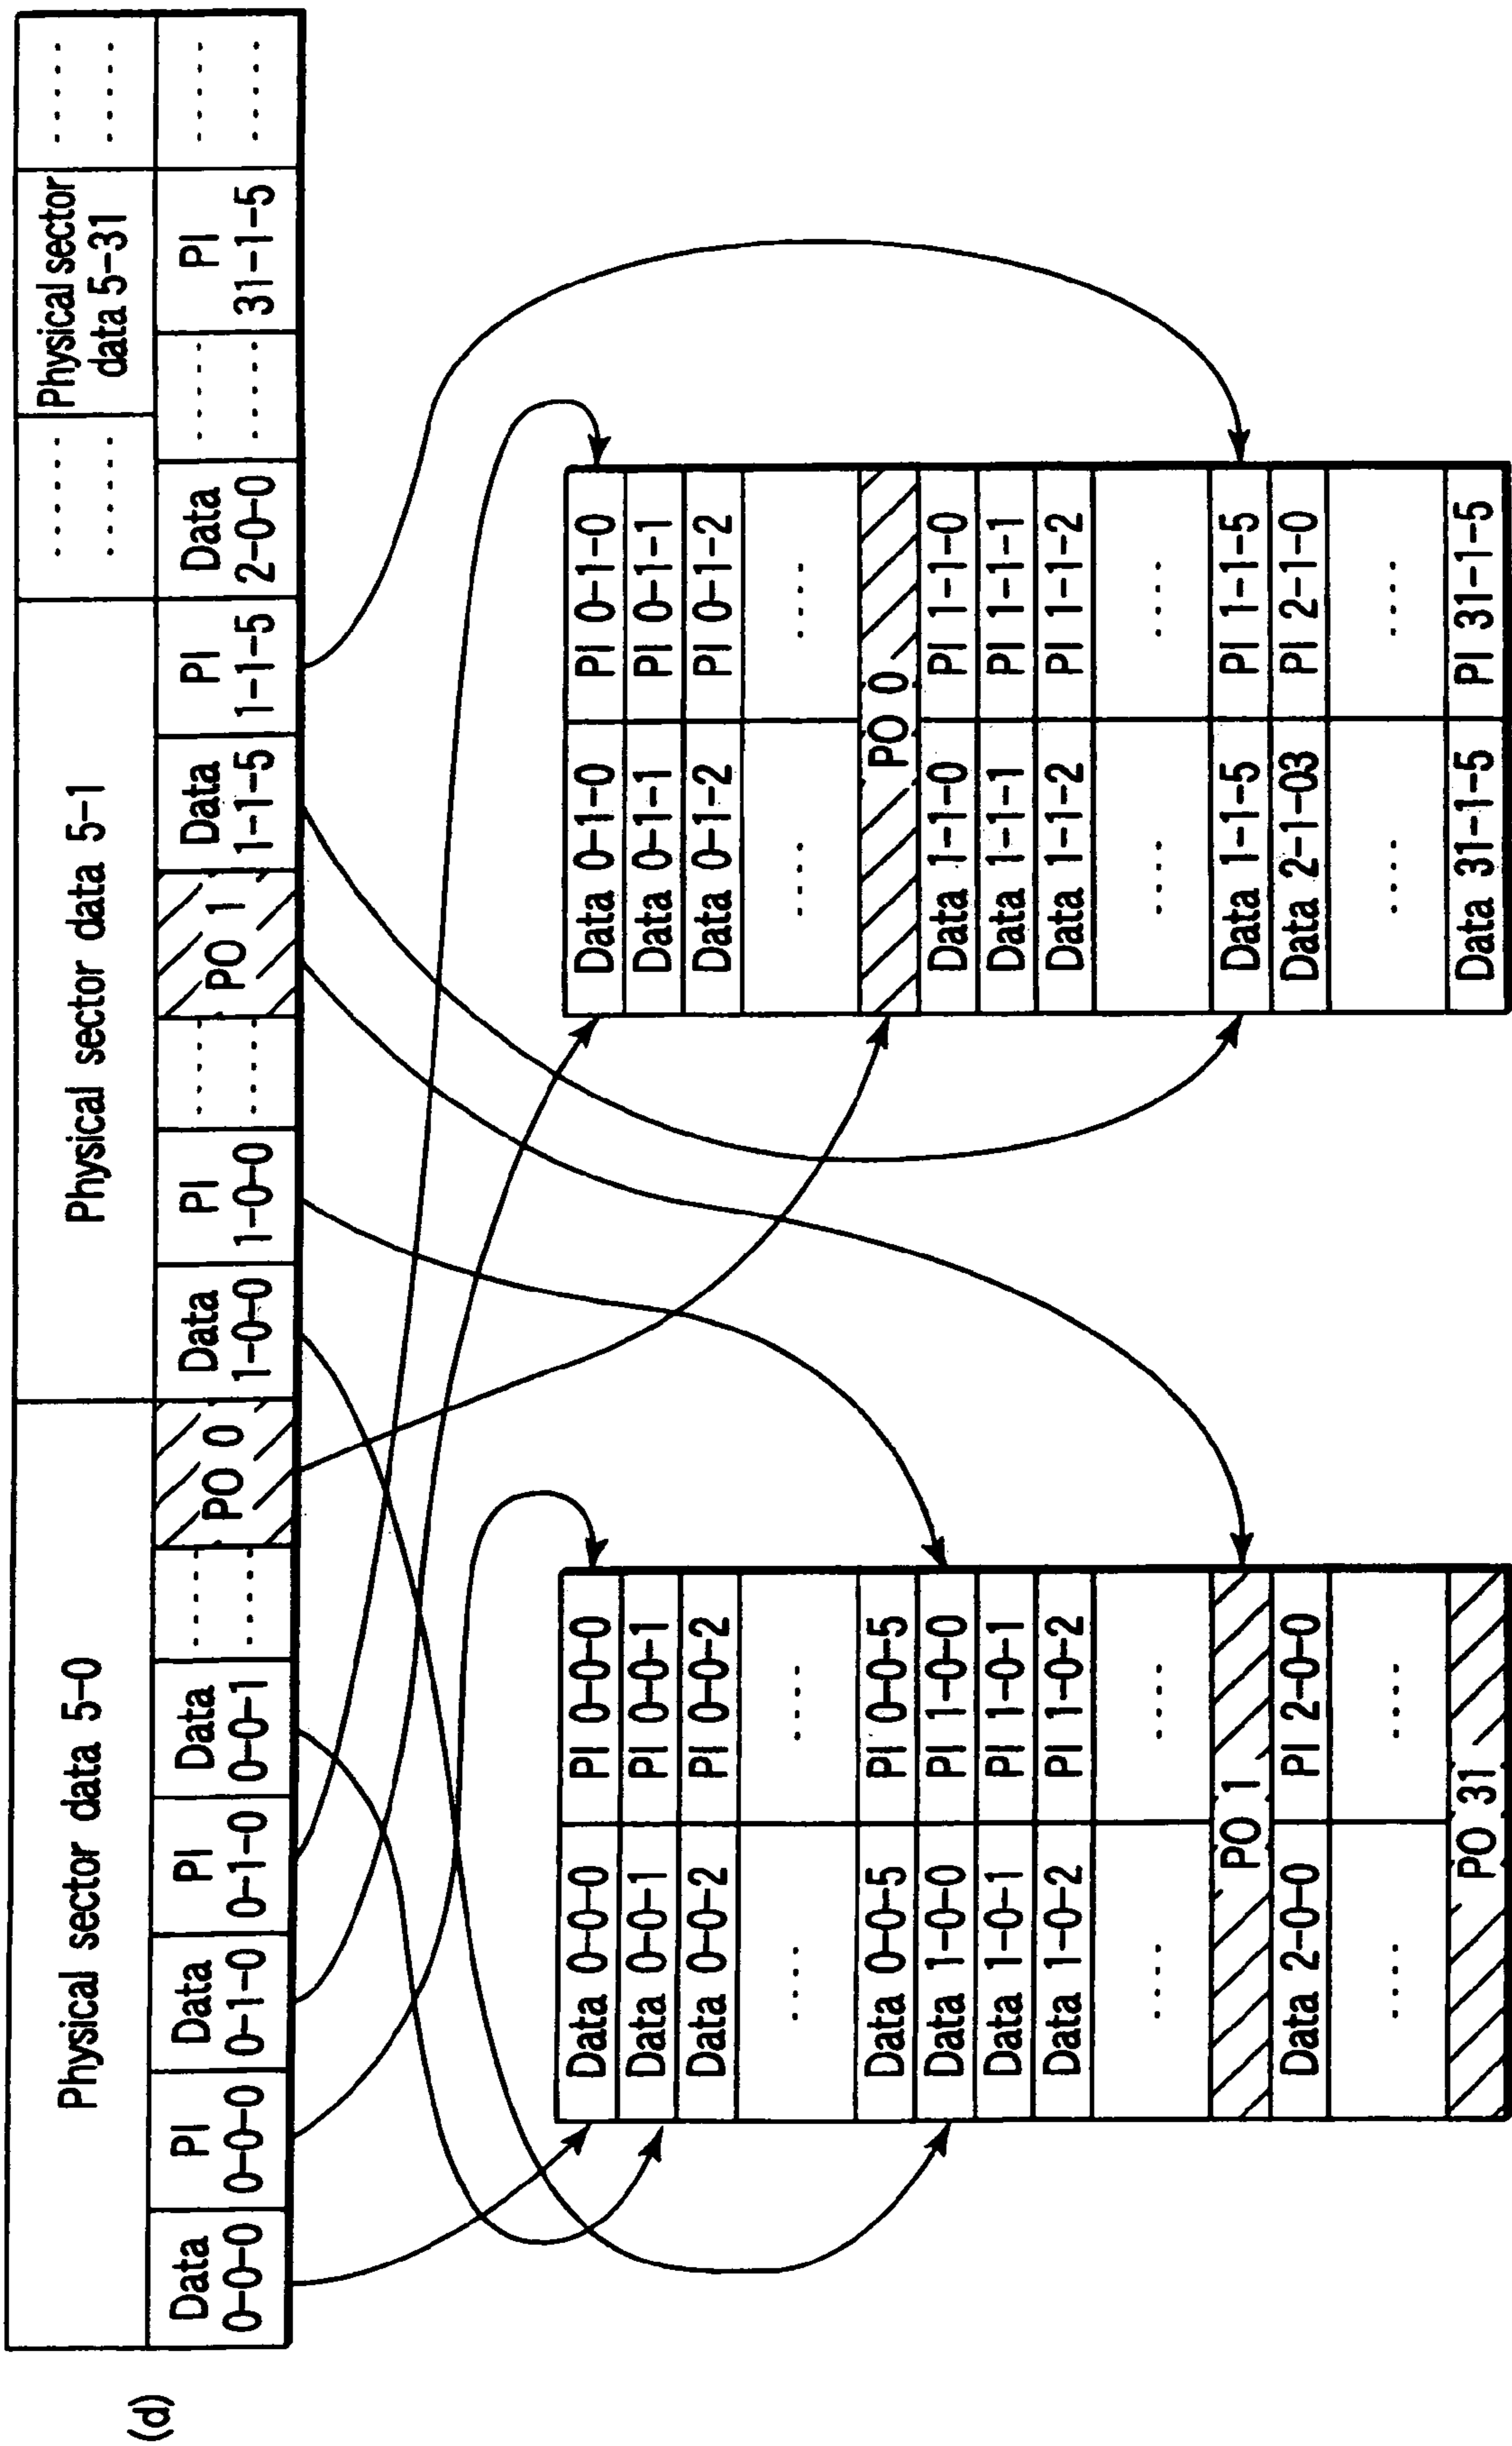 (d)
Physical sector data 5-0
Physical sector data 5-1
......
......
Physical sector
data 5-31
.....
.....
Data
0-0-0
PI
0-0-0
Data
0-1-0
PI
0-1-0
Data
0-0-1
.....
.....
PO 0
Data
1-0-0
PI
1-0-0
.....
.....
PO 1
Data
1-1-5
PI
1-1-5
Data
2-0-0
.....
.....
PI
31-1-5
.....
.....
Data 0-0-0 PI 0-0-0
Data 0-0-1 PI 0-0-1
Data 0-0-2 PI 0-0-2
..... .....
Data 0-0-5 PI 0-0-5
Data 1-0-0 PI 1-0-0
Data 1-0-1 PI 1-0-1
Data 1-0-2 PI 1-0-2
..... .....
PO 1
Data 2-0-0 PI 2-0-0
..... .....
PO 31
Data 0-1-0 PI 0-1-0
Data 0-1-1 PI 0-1-1
Data 0-1-2 PI 0-1-2
..... .....
PO 0
Data 1-1-0 PI 1-1-0
Data 1-1-1 PI 1-1-1
Data 1-1-2 PI 1-1-2
..... .....
Data 1-1-5 PI 1-1-5
Data 2-1-03 PI 2-1-0
..... .....
Data 31-1-5 PI 31-1-5